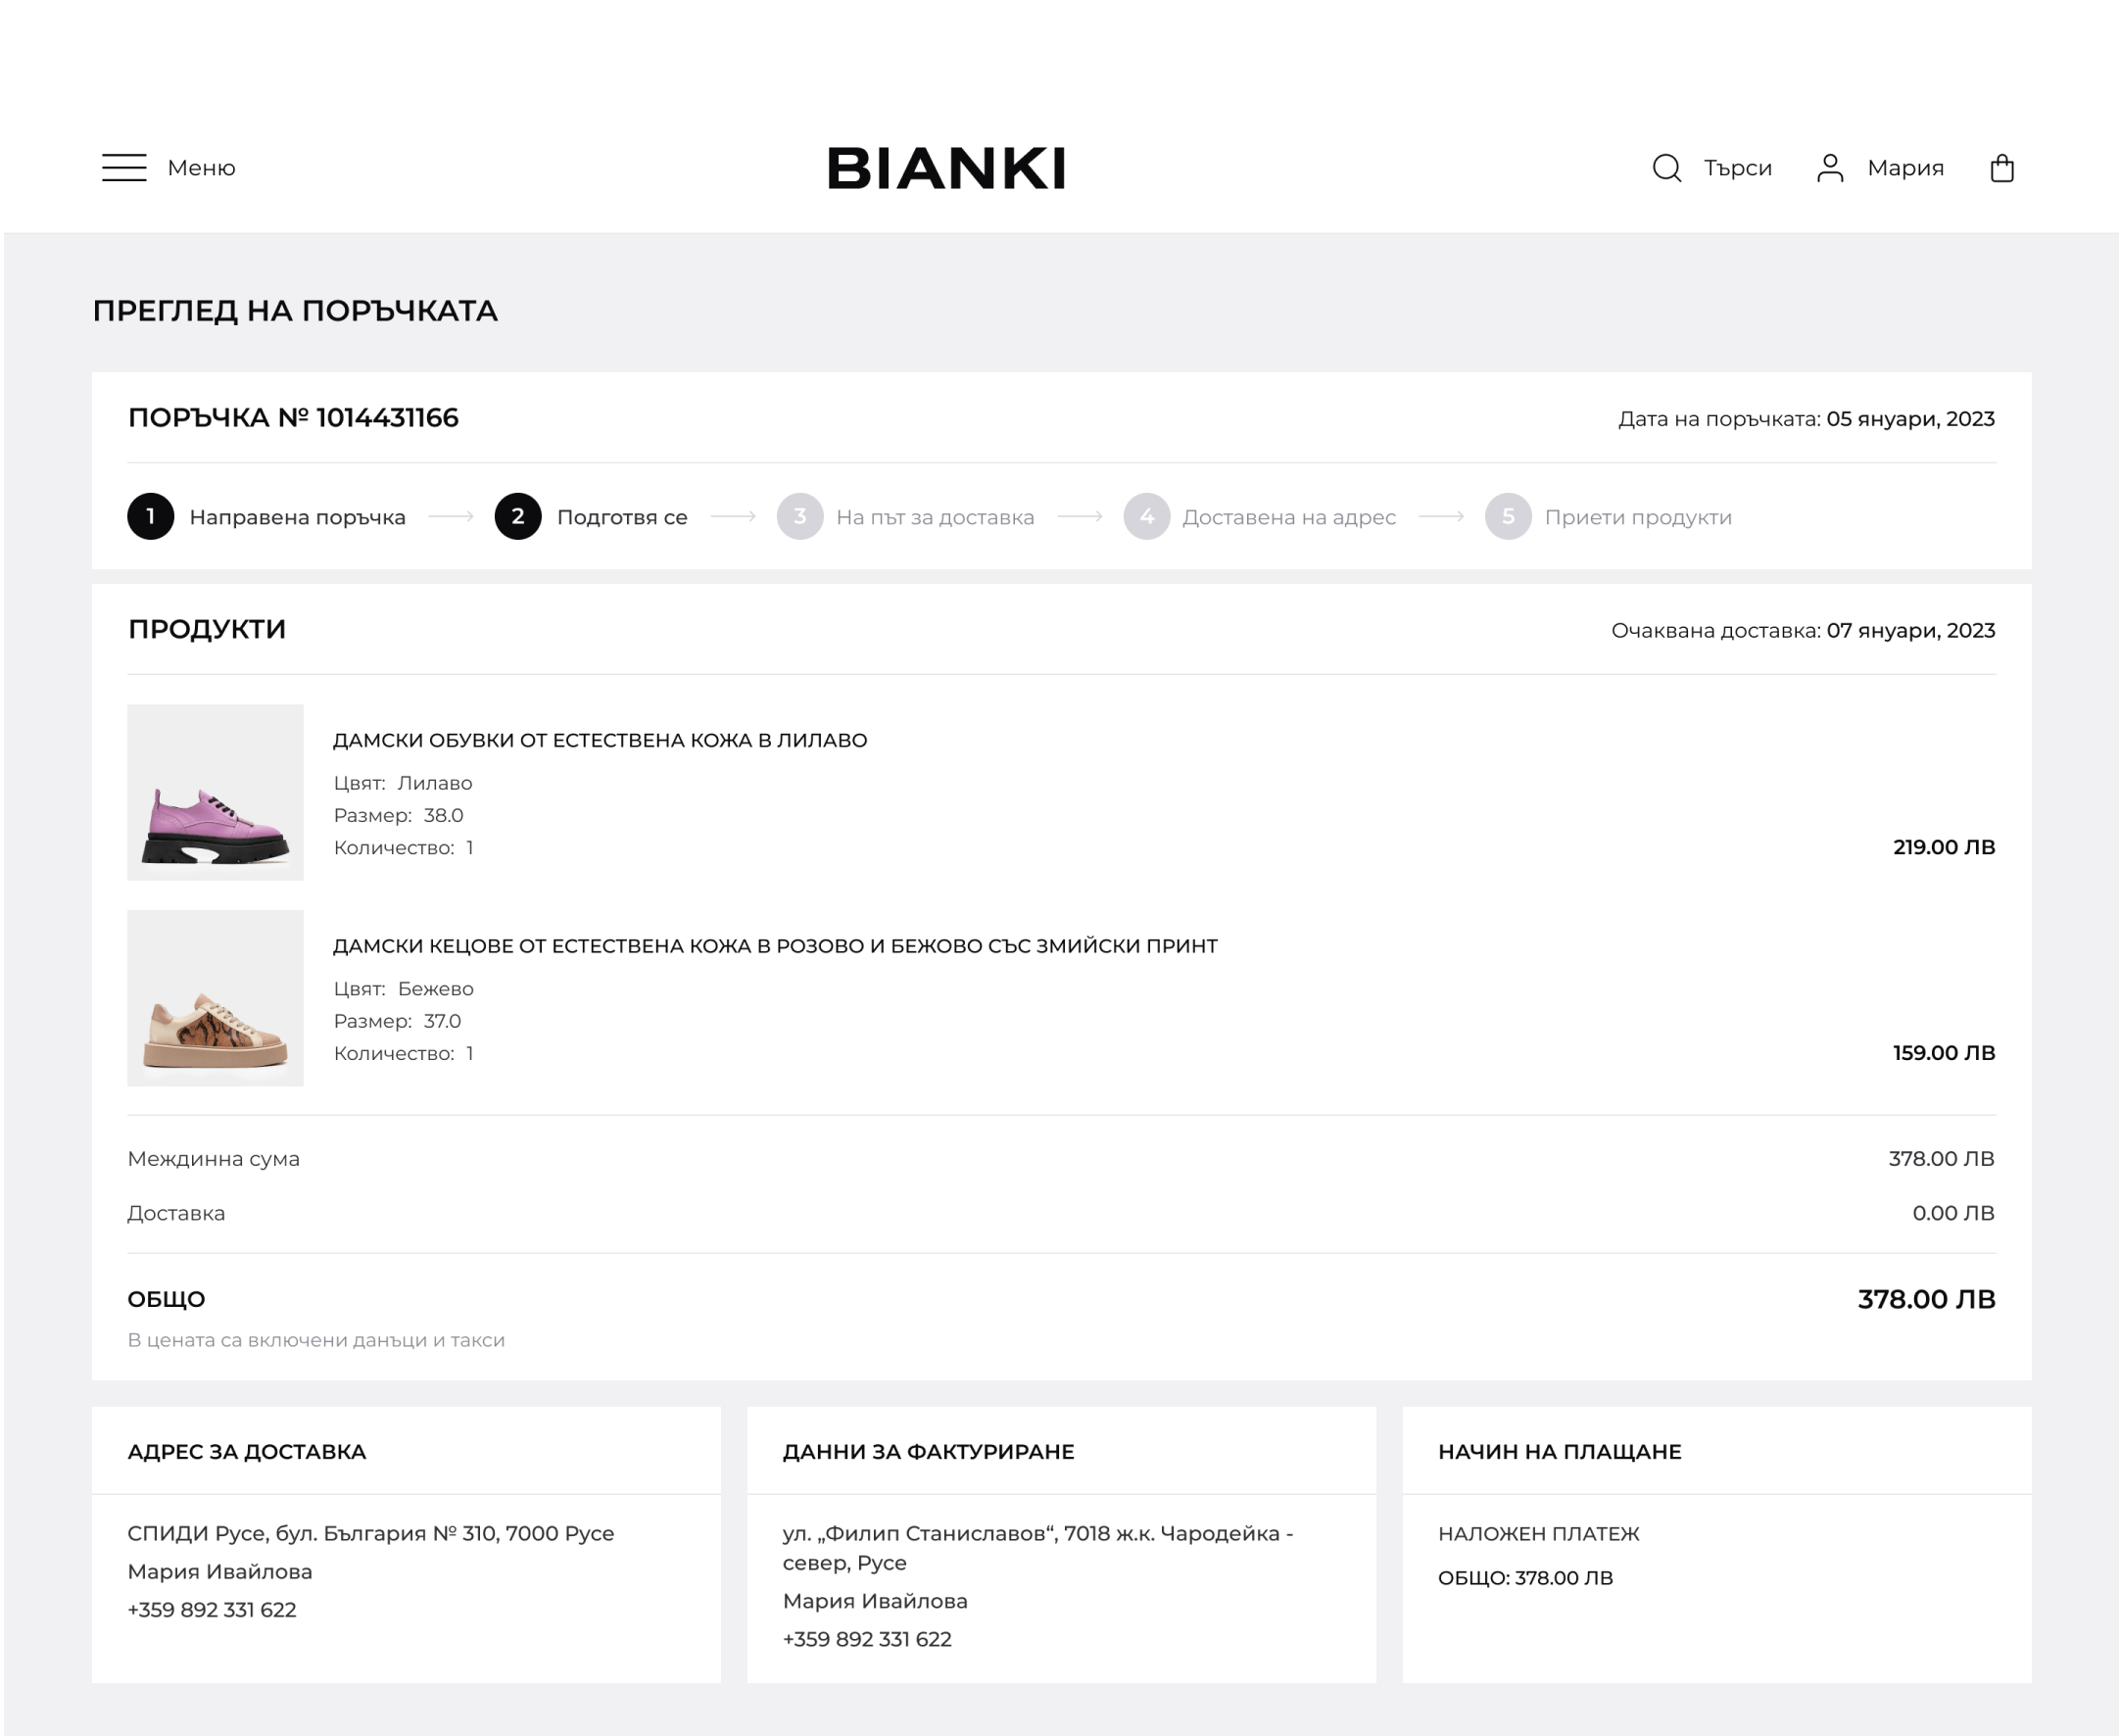 Меню
BIANKI
Търси
Мария
ПРЕГЛЕД НА ПОРЪЧКАТА
ПОРЪЧКА № 1014431166
Дата на поръчката: 05 януари, 2023
1 Направена поръчка
2 Подготвя се
3 На път за доставка
4 Доставена на адрес
5 Приети продукти
ПРОДУКТИ
Очаквана доставка: 07 януари, 2023
ДАМСКИ ОБУВКИ ОТ ЕСТЕСТВЕНА КОЖА В ЛИЛАВО
Цвят: Лилаво
Размер: 38.0
Количество: 1
219.00 ЛВ
ДАМСКИ КЕЦОВЕ ОТ ЕСТЕСТВЕНА КОЖА В РОЗОВО И БЕЖОВО СЪС ЗМИЙСКИ ПРИНТ
Цвят: Бежево
Размер: 37.0
Количество: 1
159.00 ЛВ
Междинна сума
378.00 ЛВ
Доставка
0.00 ЛВ
ОБЩО
378.00 ЛВ
В цената са включени данъци и такси
АДРЕС ЗА ДОСТАВКА
СПИДИ Русе, бул. България № 310, 7000 Русе
Мария Ивайлова
+359 892 331 622
ДАННИ ЗА ФАКТУРИРАНЕ
ул. „Филип Станиславов“, 7018 ж.к. Чародейка -
север, Русе
Мария Ивайлова
+359 892 331 622
НАЧИН НА ПЛАЩАНЕ
НАЛОЖЕН ПЛАТЕЖ
ОБЩО: 378.00 ЛВ